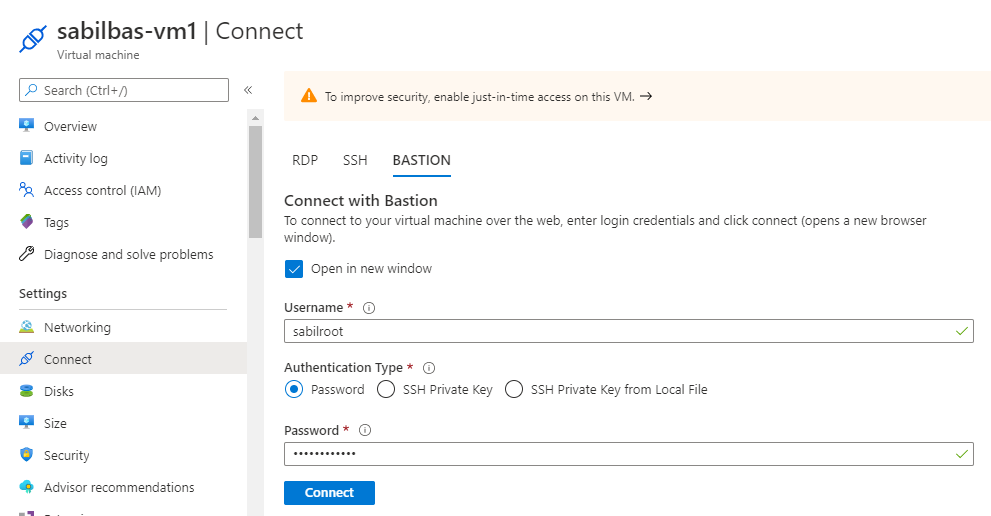 sabilbas-vm1 | Connect
Virtual machine
Search (Ctrl+/)
«
Overview
Activity log
Access control (IAM)
Tags
Diagnose and solve problems
Settings
Networking
Connect
Disks
Size
Security
Advisor recommendations
To improve security, enable just-in-time access on this VM. →
RDP SSH BASTION
Connect with Bastion
To connect to your virtual machine over the web, enter login credentials and click connect (opens a new browser
window).
Open in new window
Username *
sabilroot
Authentication Type *
Password SSH Private Key SSH Private Key from Local File
Password *
••••••••••••
Connect